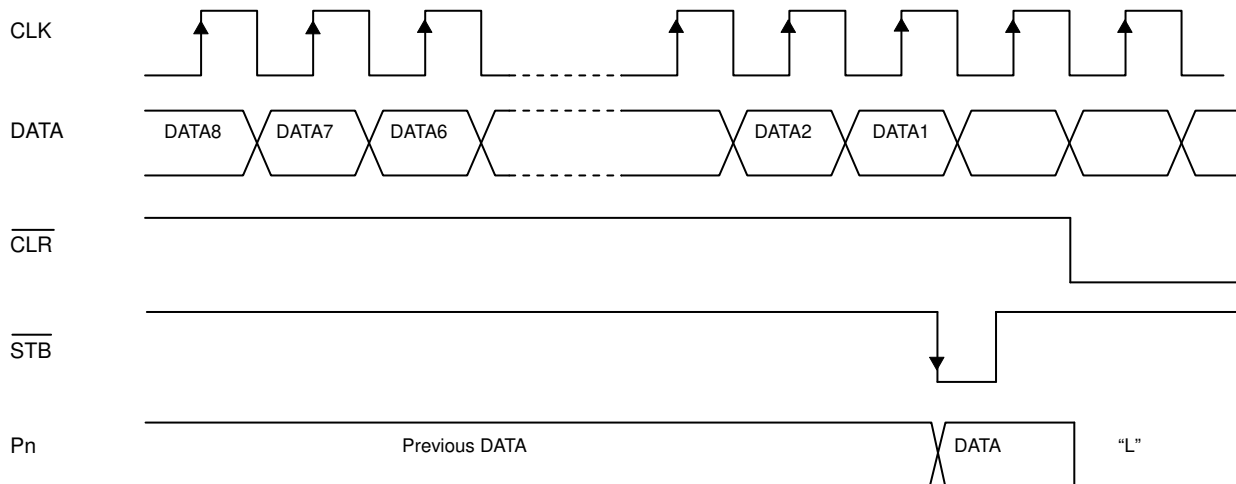 CLK
DATA
DATA8 DATA7 DATA6 DATA2 DATA1
CLR
STB
Pn
Previous DATA
DATA
“L”